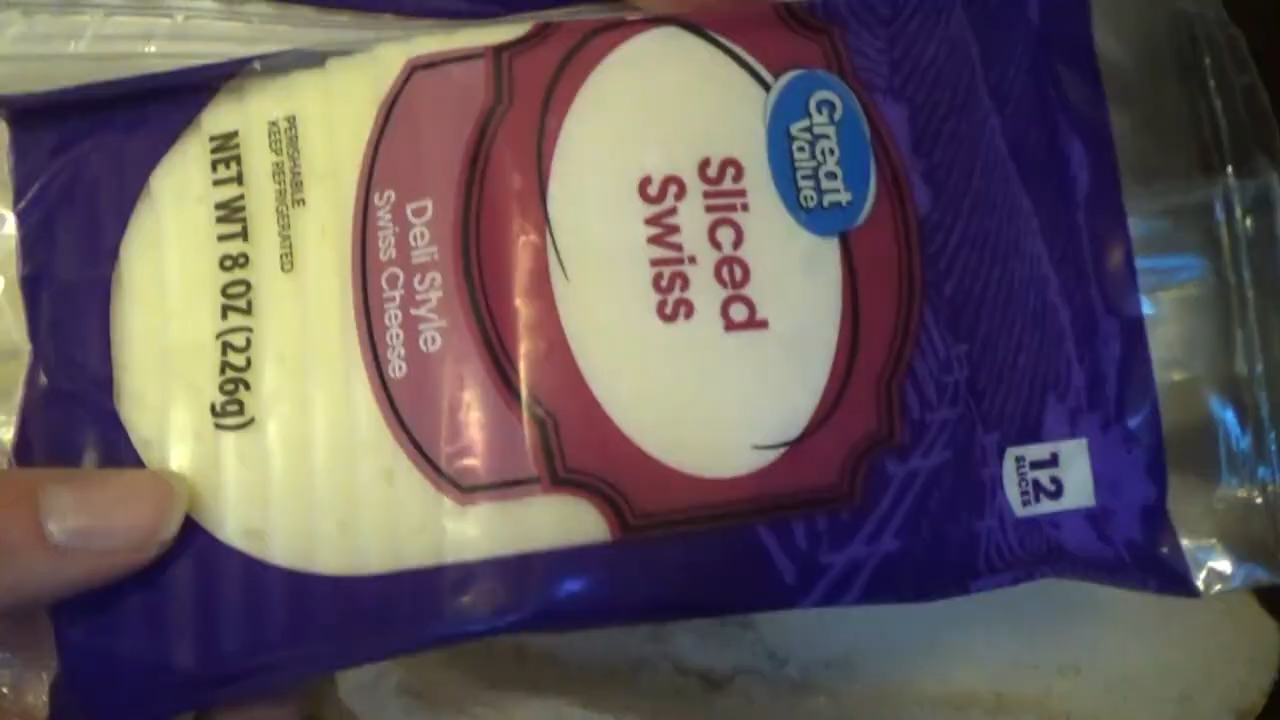 Great
Value
Sliced
Swiss
12
SLICES
Deli Style
Swiss Cheese
PERISHABLE
KEEP REFRIGERATED
NET WT 8 OZ (226g)